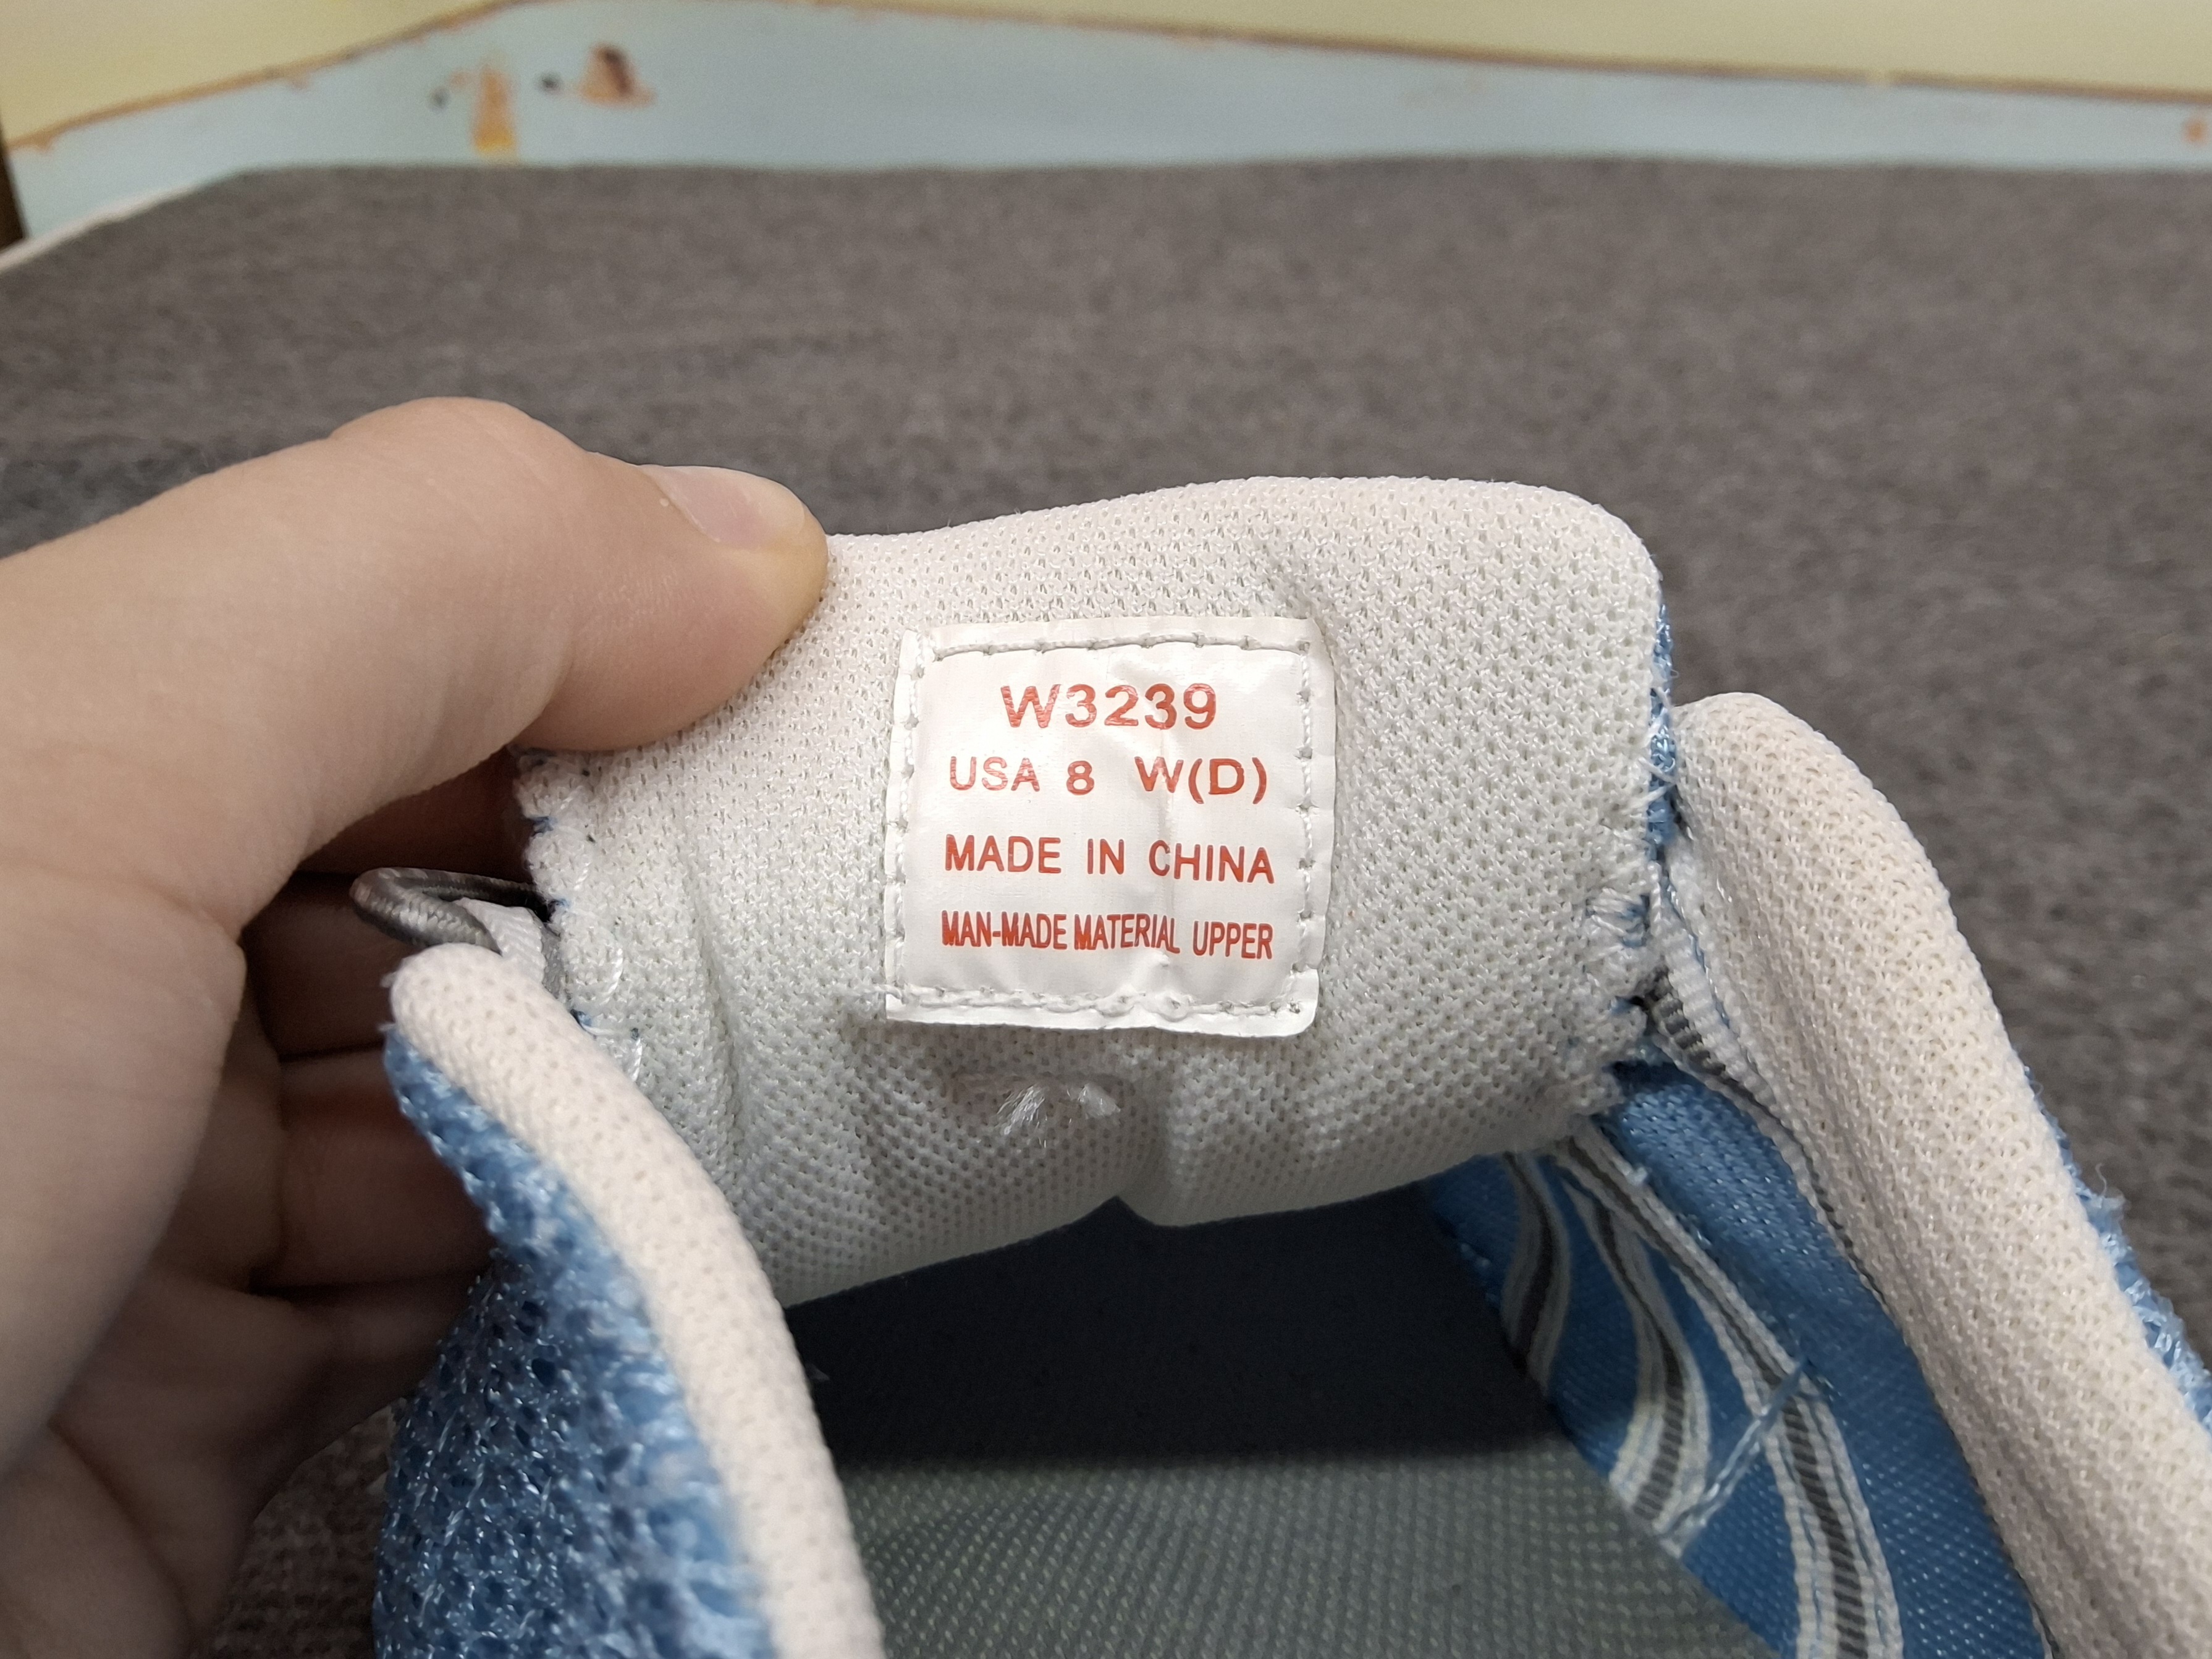 W3239
USA 8 W(D)
MADE IN CHINA
MAN-MADE MATERIAL UPPER